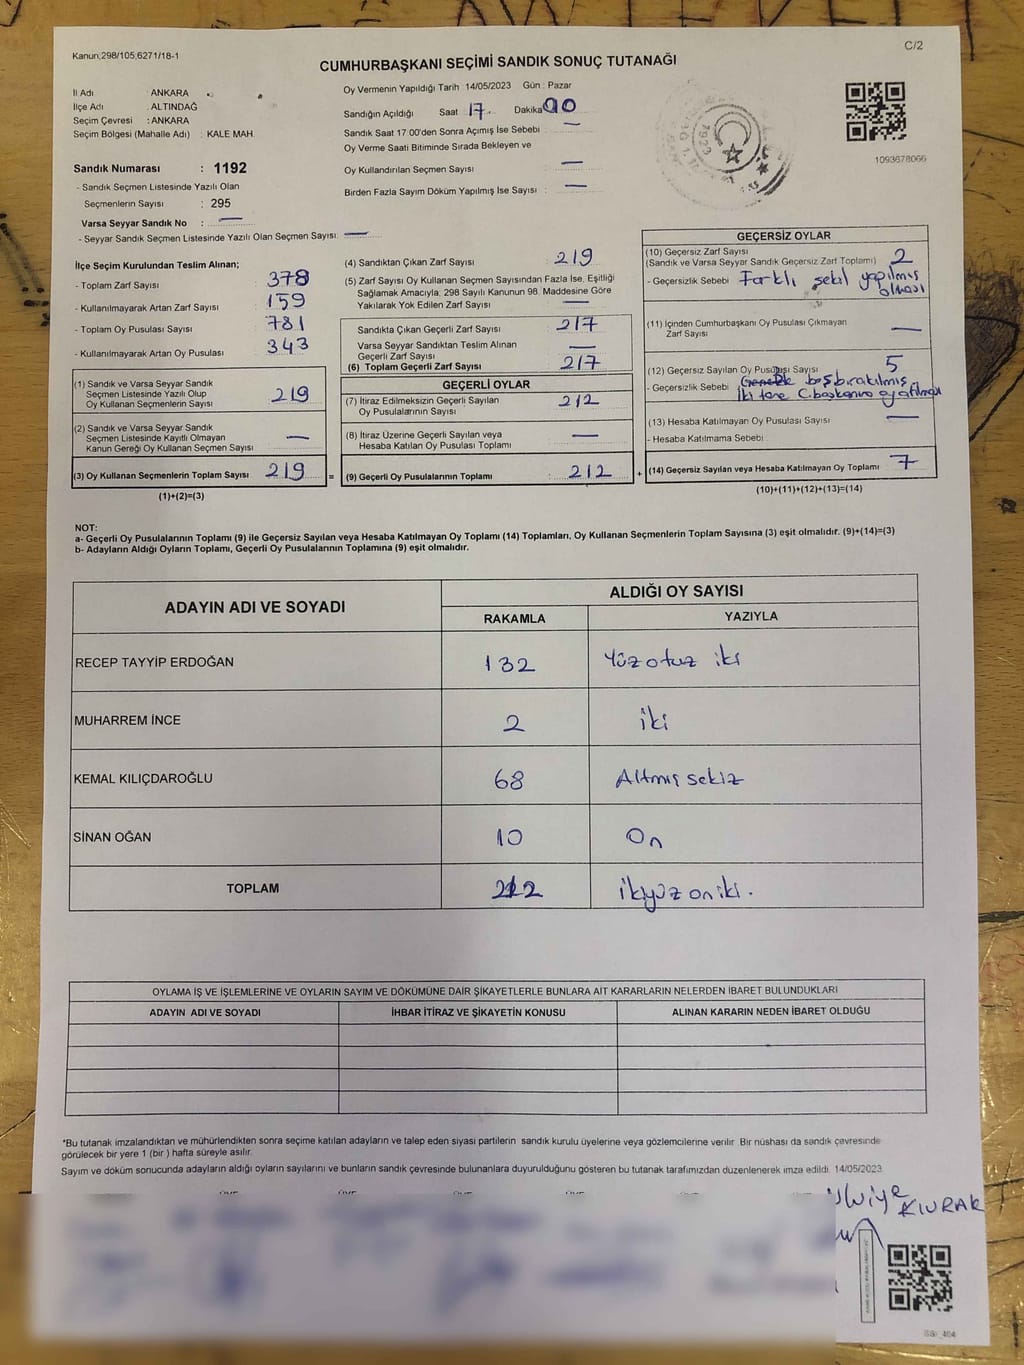 Kanun;298/105;6271/18-1
C/2
CUMHURBAŞKANI SEÇİMİ SANDIK SONUÇ TUTANAĞI
İl Adı : ANKARA
İlçe Adı : ALTINDAĞ
Seçim Çevresi : ANKARA
Seçim Bölgesi (Mahalle Adı) : KALE MAH.
Sandık Numarası : 1192
- Sandık Seçmen Listesinde Yazılı Olan
Seçmenlerin Sayısı : 295
Varsa Seyyar Sandık No : —
- Seyyar Sandık Seçmen Listesinde Yazılı Olan Seçmen Sayısı: —
Oy Vermenin Yapıldığı Tarih 14/05/2023 Gün : Pazar
Sandığın Açıldığı Saat 17 Dakika 00
Sandık Saat 17.00'den Sonra Açımış İse Sebebi —
Oy Verme Saati Bitiminde Sırada Bekleyen ve
Oy Kullandırılan Seçmen Sayısı —
Birden Fazla Sayım Döküm Yapılmış İse Sayısı : —
1923
1093678066
İlçe Seçim Kurulundan Teslim Alınan;
- Toplam Zarf Sayısı : 378
- Kullanılmayarak Artan Zarf Sayısı : 159
- Toplam Oy Pusulası Sayısı : 781
- Kullanılmayarak Artan Oy Pusulası : 343
(1) Sandık ve Varsa Seyyar Sandık
Seçmen Listesinde Yazılı Olup
Oy Kullanan Seçmenlerin Sayısı : 219
(2) Sandık ve Varsa Seyyar Sandık
Seçmen Listesinde Kayıtlı Olmayan
Kanun Gereği Oy Kullanan Seçmen Sayısı : —
(3) Oy Kullanan Seçmenlerin Toplam Sayısı : 219
(1)+(2)=(3)
=
(4) Sandıktan Çıkan Zarf Sayısı : 219
(5) Zarf Sayısı Oy Kullanan Seçmen Sayısından Fazla İse, Eşitliği
Sağlamak Amacıyla, 298 Sayılı Kanunun 98. Maddesine Göre
Yakılarak Yok Edilen Zarf Sayısı : —
Sandıkta Çıkan Geçerli Zarf Sayısı : 217
Varsa Seyyar Sandıktan Teslim Alınan
Geçerli Zarf Sayısı : —
(6) Toplam Geçerli Zarf Sayısı : 217
GEÇERLİ OYLAR
(7) İtiraz Edilmeksizin Geçerli Sayılan
Oy Pusulalarının Sayısı : 212
(8) İtiraz Üzerine Geçerli Sayılan veya
Hesaba Katılan Oy Pusulası Toplamı : —
(9) Geçerli Oy Pusulalarının Toplamı : 212
+
GEÇERSİZ OYLAR
(10) Geçersiz Zarf Sayısı : 2
(Sandık ve Varsa Seyyar Sandık Geçersiz Zarf Toplamı)
- Geçersizlik Sebebi : Farklı şekil yapılmış
olması
(11) İçinden Cumhurbaşkanı Oy Pusulası Çıkmayan
Zarf Sayısı : —
(12) Geçersiz Sayılan Oy Pusulası Sayısı : 5
- Geçersizlik Sebebi : boş bırakılmış
iki tane C.başkanına oy atılması
(13) Hesaba Katılmayan Oy Pusulası Sayısı : —
- Hesaba Katılmama Sebebi :
(14) Geçersiz Sayılan veya Hesaba Katılmayan Oy Toplamı : 7
(10)+(11)+(12)+(13)=(14)
NOT:
a- Geçerli Oy Pusulalarının Toplamı (9) ile Geçersiz Sayılan veya Hesaba Katılmayan Oy Toplamı (14) Toplamları, Oy Kullanan Seçmenlerin Toplam Sayısına (3) eşit olmalıdır. (9)+(14)=(3)
b- Adayların Aldığı Oyların Toplamı, Geçerli Oy Pusulalarının Toplamına (9) eşit olmalıdır.
ADAYIN ADI VE SOYADI
ALDIĞI OY SAYISI
RAKAMLA YAZIYLA
RECEP TAYYİP ERDOĞAN 132 Yüz otuz iki
MUHARREM İNCE 2 iki
KEMAL KILIÇDAROĞLU 68 Altmış sekiz
SİNAN OĞAN 10 On
TOPLAM 212 ikiyüz on iki.
OYLAMA İŞ VE İŞLEMLERİNE VE OYLARIN SAYIM VE DÖKÜMÜNE DAİR ŞİKAYETLERLE BUNLARA AİT KARARLARIN NELERDEN İBARET BULUNDUKLARI
ADAYIN ADI VE SOYADI İHBAR İTİRAZ VE ŞİKAYETİN KONUSU ALINAN KARARIN NEDEN İBARET OLDUĞU
*Bu tutanak imzalandıktan ve mühürlendikten sonra seçime katılan adayların ve talep eden siyasi partilerin sandık kurulu üyelerine veya gözlemcilerine verilir. Bir nüshası da sandık çevresinde
görülecek bir yere 1 (bir ) hafta süreyle asılır.
Sayım ve döküm sonucunda adayların aldığı oyların sayılarını ve bunların sandık çevresinde bulunanlara duyurulduğunu gösteren bu tutanak tarafımızdan düzenlenerek imza edildi. 14/05/2023
KIVRAK